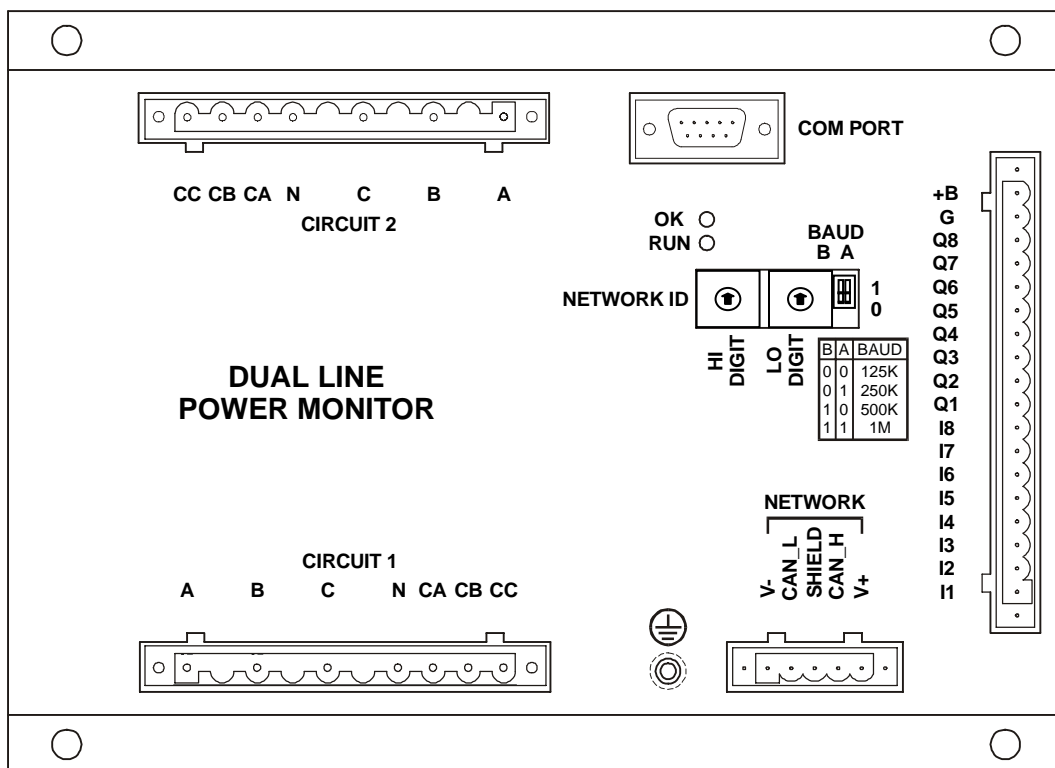 COM PORT
CC CB CA N C B A
CIRCUIT 2
OK
RUN
BAUD
B A
1
0
NETWORK ID
HI
DIGIT
LO
DIGIT
B A BAUD
0 0 125K
0 1 250K
1 0 500K
1 1 1M
DUAL LINE
POWER MONITOR
+B
G
Q8
Q7
Q6
Q5
Q4
Q3
Q2
Q1
I8
I7
I6
I5
I4
I3
I2
I1
NETWORK
V-
CAN_L
SHIELD
CAN_H
V+
CIRCUIT 1
A B C N CA CB CC